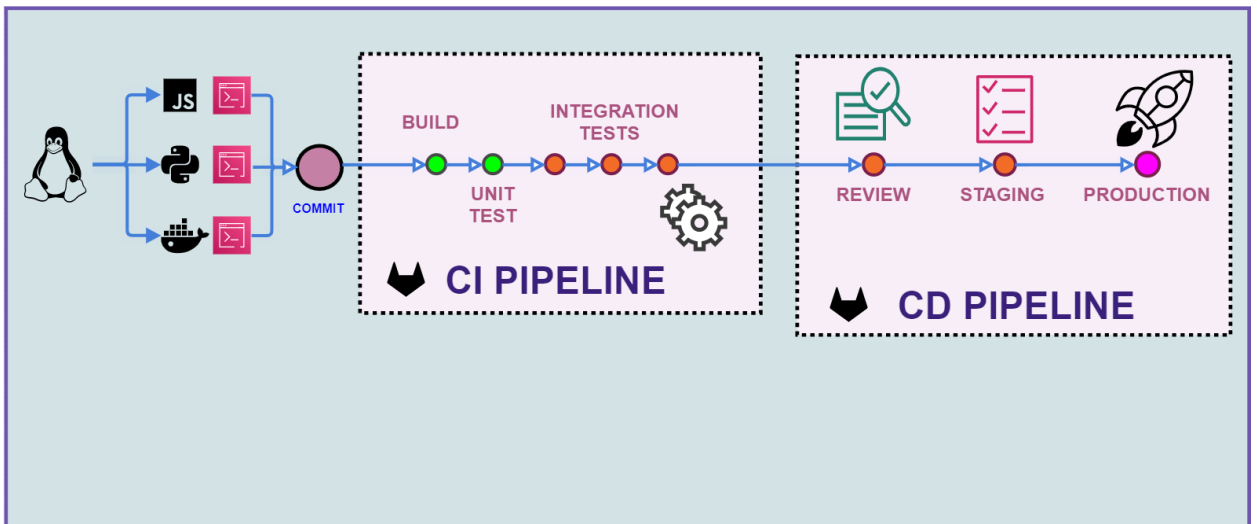 JS
COMMIT
BUILD
UNIT
TEST
INTEGRATION
TESTS
CI PIPELINE
REVIEW
STAGING
PRODUCTION
CD PIPELINE